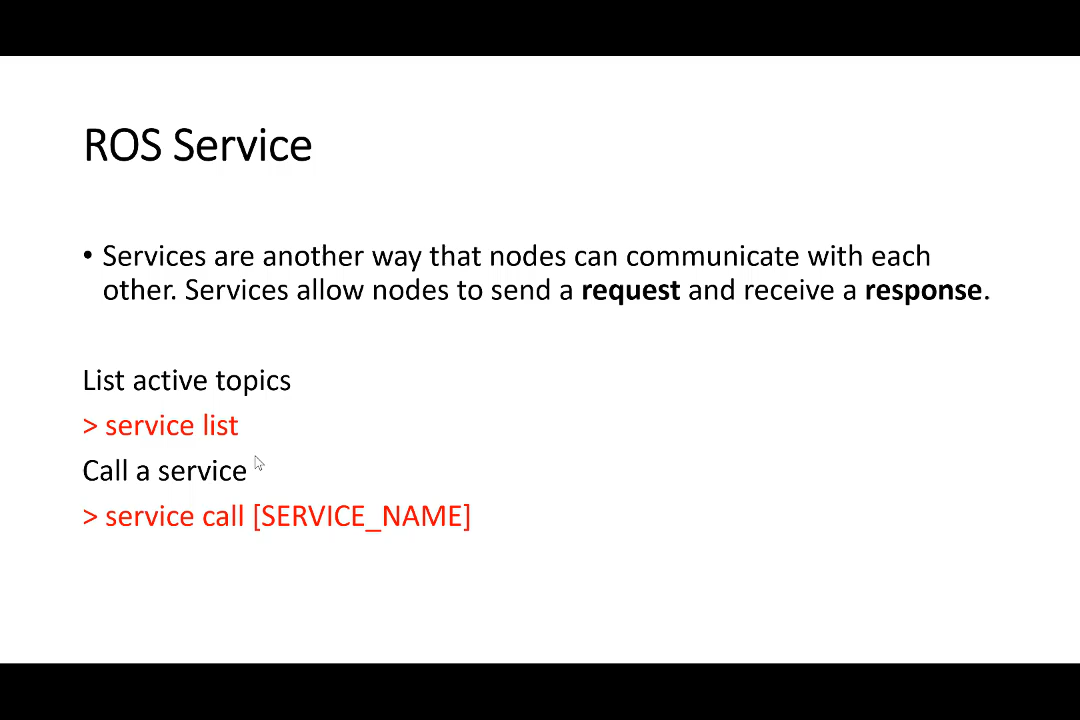 ROS Service
• Services are another way that nodes can communicate with each
other. Services allow nodes to send a request and receive a response.
List active topics
> service list
Call a service
> service call [SERVICE_NAME]